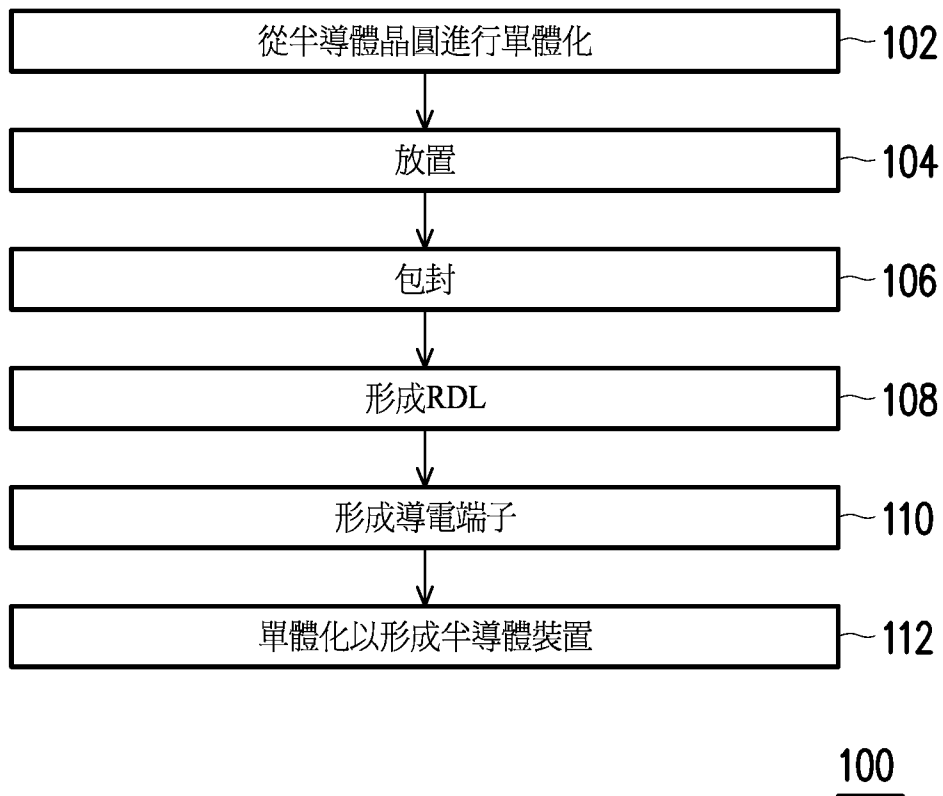 從半導體晶圓進行單體化 102
放置 104
包封 106
形成RDL 108
形成導電端子 110
單體化以形成半導體裝置 112
100